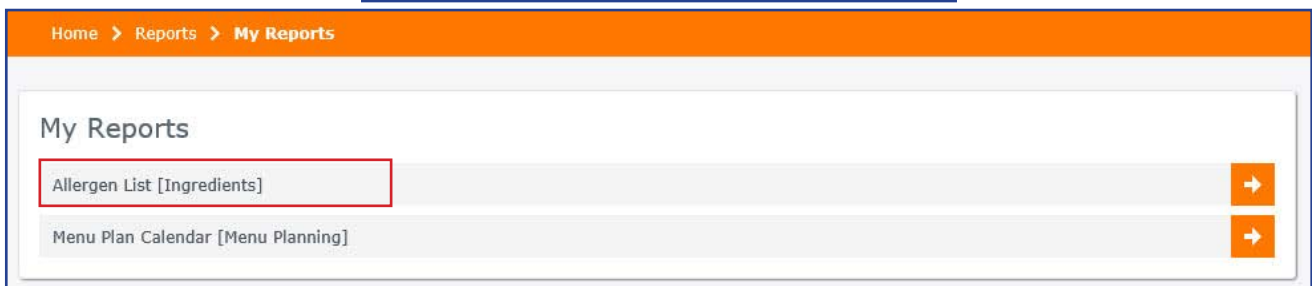 Home > Reports > My Reports
My Reports
Allergen List [Ingredients]
Menu Plan Calendar [Menu Planning]